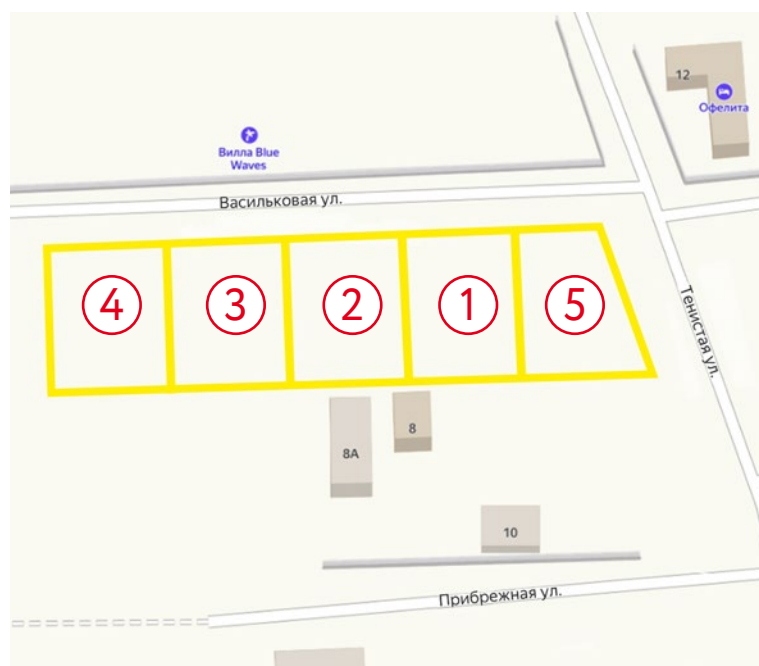 12
Офелита
Вилла Blue
Waves
Васильковая ул.
4
3
2
1
5
Тенистая ул.
8
8А
10
Прибрежная ул.